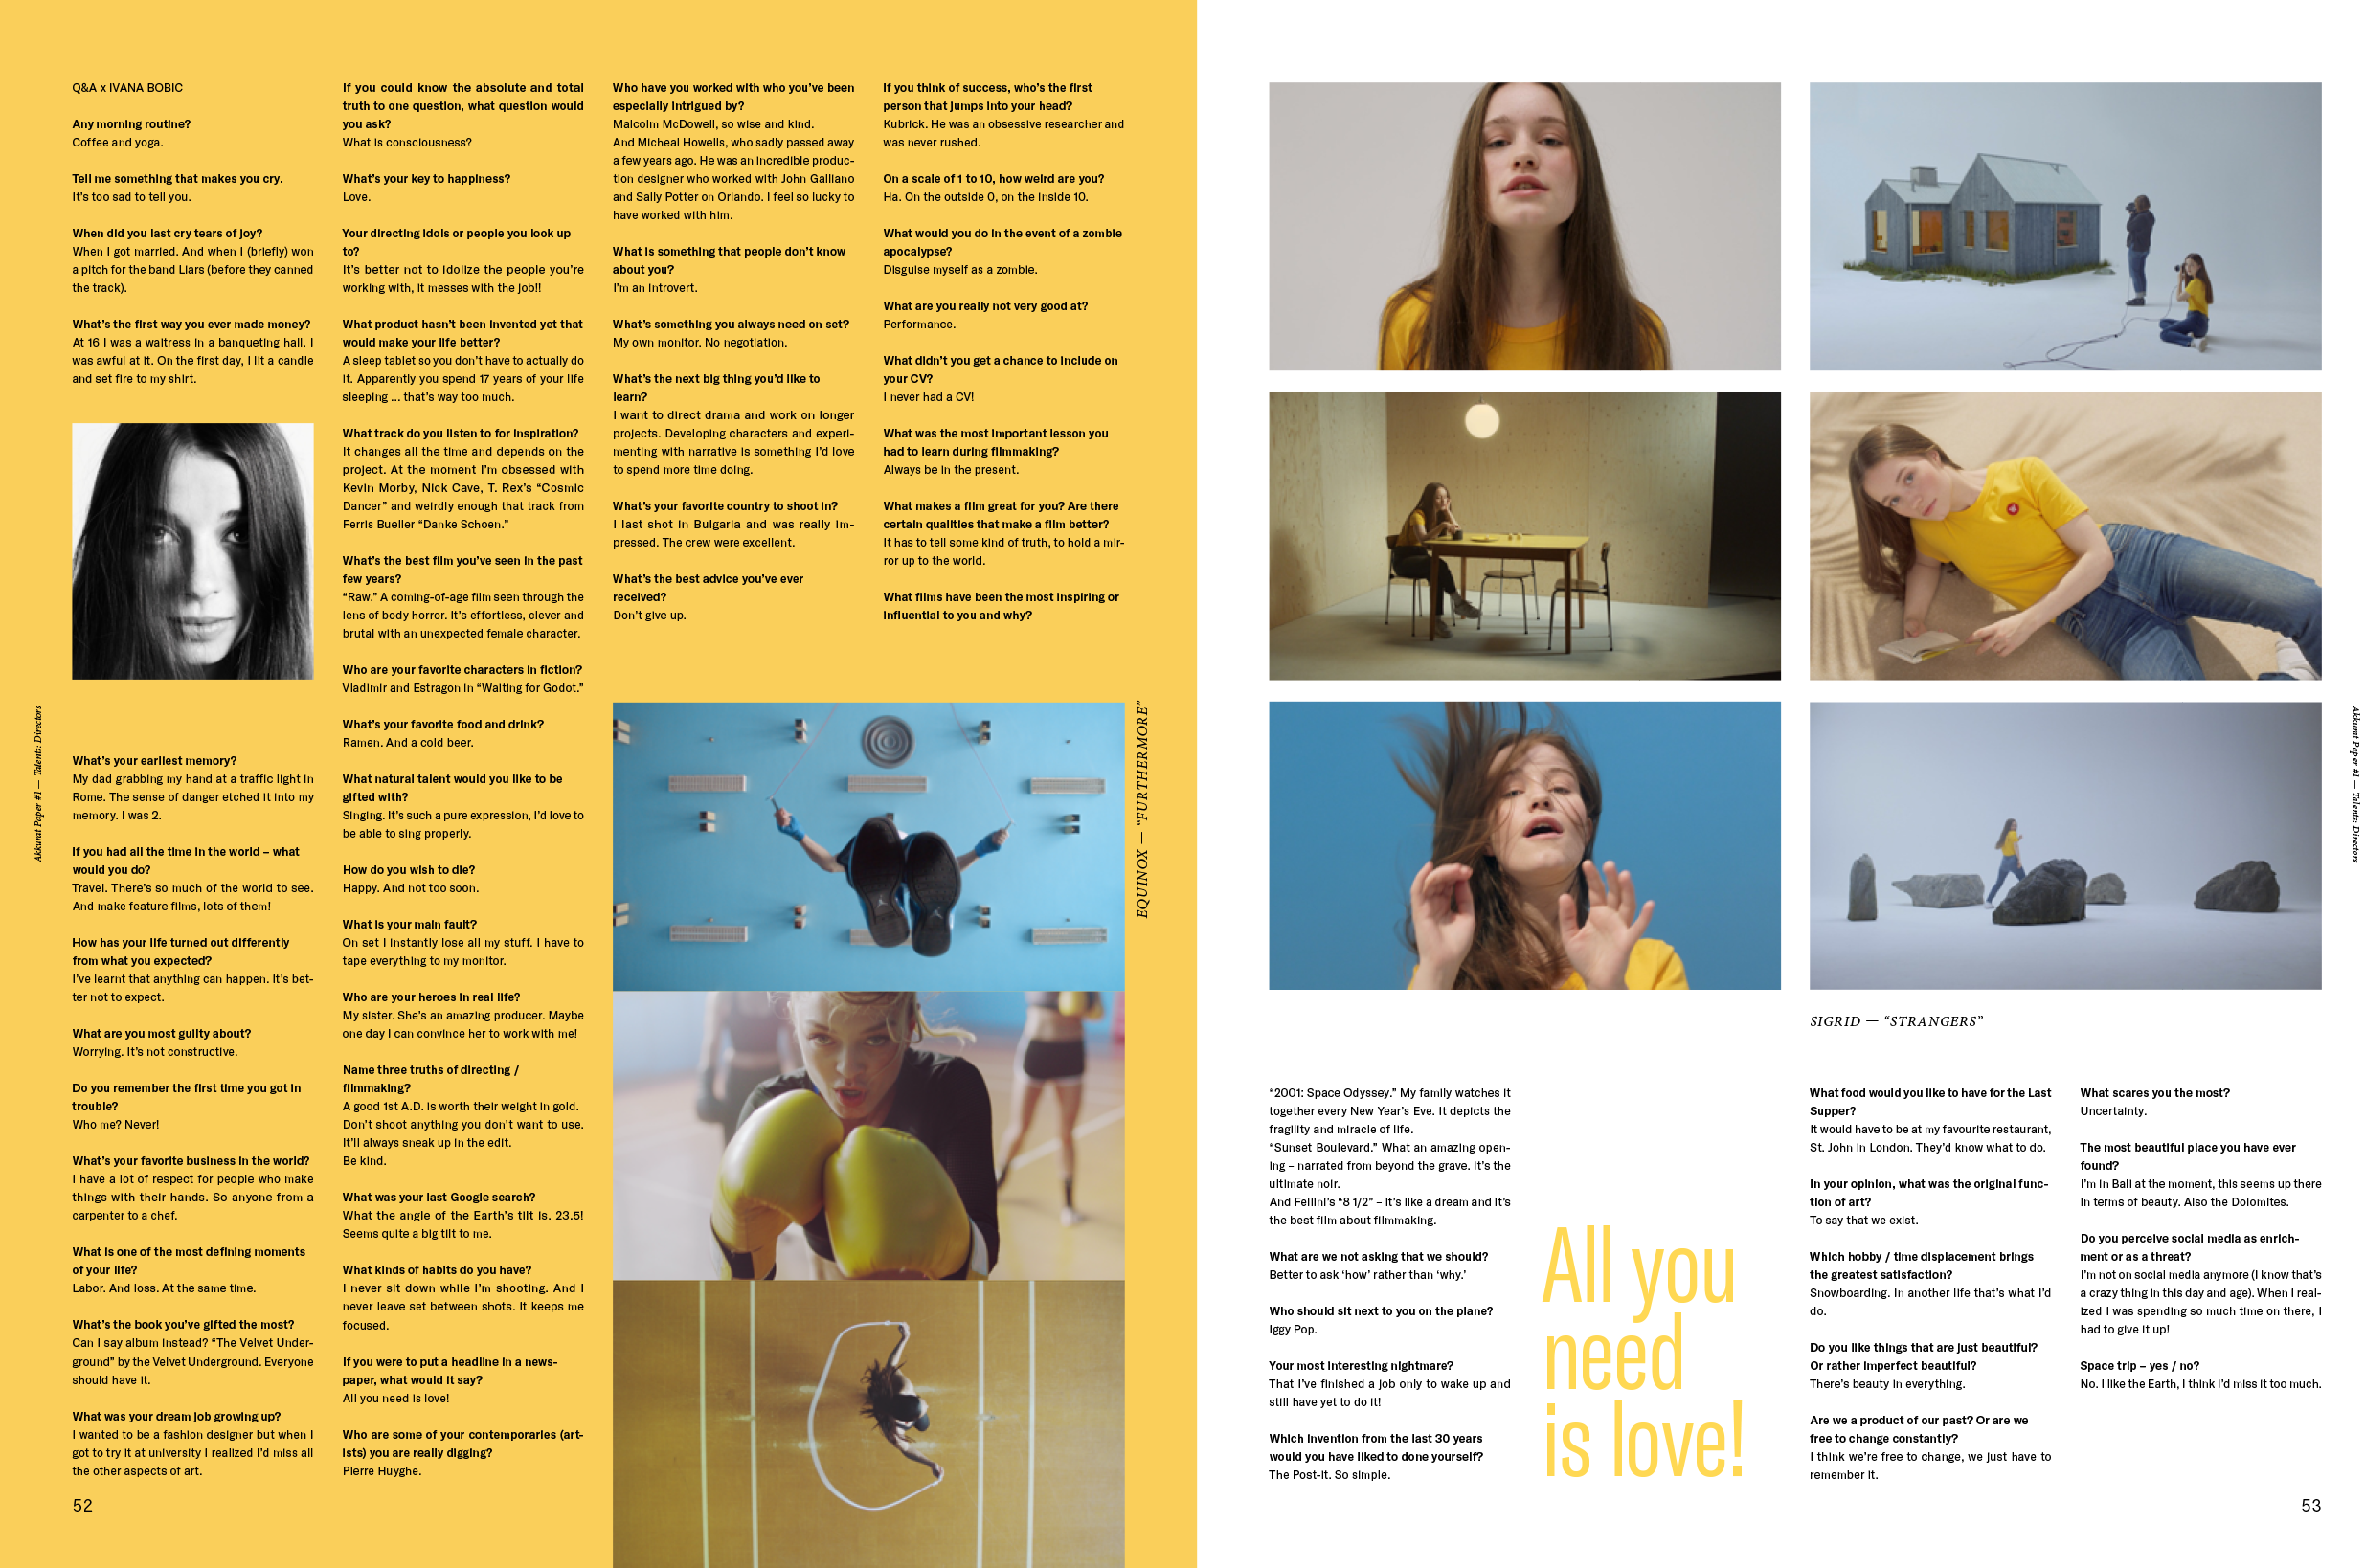 Q&A x IVANA BOBIC
Any morning routine?
Coffee and yoga.
Tell me something that makes you cry.
It's too sad to tell you.
When did you last cry tears of joy?
When I got married. And when I (briefly) won
a pitch for the band Liars (before they canned
the track).
What's the first way you ever made money?
At 16 I was a waitress in a banqueting hall. I
was awful at it. On the first day, I lit a candle
and set fire to my shirt.
What's your earliest memory?
My dad grabbing my hand at a traffic light in
Rome. The sense of danger etched it into my
memory. I was 2.
If you had all the time in the world – what
would you do?
Travel. There's so much of the world to see.
And make feature films, lots of them!
How has your life turned out differently
from what you expected?
I've learnt that anything can happen. It's bet-
ter not to expect.
What are you most guilty about?
Worrying. It's not constructive.
Do you remember the first time you got in
trouble?
Who me? Never!
What's your favorite business in the world?
I have a lot of respect for people who make
things with their hands. So anyone from a
carpenter to a chef.
What is one of the most defining moments
of your life?
Labor. And loss. At the same time.
What's the book you've gifted the most?
Can I say album instead? “The Velvet Under-
ground” by the Velvet Underground. Everyone
should have it.
What was your dream job growing up?
I wanted to be a fashion designer but when I
got to try it at university I realized I'd miss all
the other aspects of art.
52
Akkurat Paper #1 — Talents: Directors
If you could know the absolute and total
truth to one question, what question would
you ask?
What is consciousness?
What's your key to happiness?
Love.
Your directing idols or people you look up
to?
It's better not to idolize the people you're
working with, it messes with the job!!
What product hasn't been invented yet that
would make your life better?
A sleep tablet so you don't have to actually do
it. Apparently you spend 17 years of your life
sleeping ... that's way too much.
What track do you listen to for inspiration?
It changes all the time and depends on the
project. At the moment I'm obsessed with
Kevin Morby, Nick Cave, T. Rex's “Cosmic
Dancer” and weirdly enough that track from
Ferris Bueller “Danke Schoen.”
What's the best film you've seen in the past
few years?
“Raw.” A coming-of-age film seen through the
lens of body horror. It's effortless, clever and
brutal with an unexpected female character.
Who are your favorite characters in fiction?
Vladimir and Estragon in “Waiting for Godot.”
What's your favorite food and drink?
Ramen. And a cold beer.
What natural talent would you like to be
gifted with?
Singing. It's such a pure expression, I'd love to
be able to sing properly.
How do you wish to die?
Happy. And not too soon.
What is your main fault?
On set I instantly lose all my stuff. I have to
tape everything to my monitor.
Who are your heroes in real life?
My sister. She's an amazing producer. Maybe
one day I can convince her to work with me!
Name three truths of directing /
filmmaking?
A good 1st A.D. is worth their weight in gold.
Don't shoot anything you don't want to use.
It'll always sneak up in the edit.
Be kind.
What was your last Google search?
What the angle of the Earth's tilt is. 23.5!
Seems quite a big tilt to me.
What kinds of habits do you have?
I never sit down while I'm shooting. And I
never leave set between shots. It keeps me
focused.
If you were to put a headline in a news-
paper, what would it say?
All you need is love!
Who are some of your contemporaries (art-
ists) you are really digging?
Pierre Huyghe.
Who have you worked with who you've been
especially intrigued by?
Malcolm McDowell, so wise and kind.
And Micheal Howells, who sadly passed away
a few years ago. He was an incredible produc-
tion designer who worked with John Galliano
and Sally Potter on Orlando. I feel so lucky to
have worked with him.
What is something that people don't know
about you?
I'm an introvert.
What's something you always need on set?
My own monitor. No negotiation.
What's the next big thing you'd like to
learn?
I want to direct drama and work on longer
projects. Developing characters and experi-
menting with narrative is something I'd love
to spend more time doing.
What's your favorite country to shoot in?
I last shot in Bulgaria and was really im-
pressed. The crew were excellent.
What's the best advice you've ever
received?
Don't give up.
If you think of success, who's the first
person that jumps into your head?
Kubrick. He was an obsessive researcher and
was never rushed.
On a scale of 1 to 10, how weird are you?
Ha. On the outside 0, on the inside 10.
What would you do in the event of a zombie
apocalypse?
Disguise myself as a zombie.
What are you really not very good at?
Performance.
What didn't you get a chance to include on
your CV?
I never had a CV!
What was the most important lesson you
had to learn during filmmaking?
Always be in the present.
What makes a film great for you? Are there
certain qualities that make a film better?
It has to tell some kind of truth, to hold a mir-
ror up to the world.
What films have been the most inspiring or
influential to you and why?
EQUINOX — “FURTHERMORE”
SIGRID — “STRANGERS”
“2001: Space Odyssey.” My family watches it
together every New Year's Eve. It depicts the
fragility and miracle of life.
“Sunset Boulevard.” What an amazing open-
ing – narrated from beyond the grave. It's the
ultimate noir.
And Fellini's “8 1/2” – it's like a dream and it's
the best film about filmmaking.
What are we not asking that we should?
Better to ask ‘how’ rather than ‘why.’
Who should sit next to you on the plane?
Iggy Pop.
Your most interesting nightmare?
That I've finished a job only to wake up and
still have yet to do it!
Which invention from the last 30 years
would you have liked to done yourself?
The Post-it. So simple.
All you
need
is love!
What food would you like to have for the Last
Supper?
It would have to be at my favourite restaurant,
St. John in London. They'd know what to do.
In your opinion, what was the original func-
tion of art?
To say that we exist.
Which hobby / time displacement brings
the greatest satisfaction?
Snowboarding. In another life that's what I'd
do.
Do you like things that are just beautiful?
Or rather imperfect beautiful?
There's beauty in everything.
Are we a product of our past? Or are we
free to change constantly?
I think we're free to change, we just have to
remember it.
What scares you the most?
Uncertainty.
The most beautiful place you have ever
found?
I'm in Bali at the moment, this seems up there
in terms of beauty. Also the Dolomites.
Do you perceive social media as enrich-
ment or as a threat?
I'm not on social media anymore (I know that's
a crazy thing in this day and age). When I real-
ized I was spending so much time on there, I
had to give it up!
Space trip – yes / no?
No. I like the Earth, I think I'd miss it too much.
53
Akkurat Paper #1 — Talents: Directors